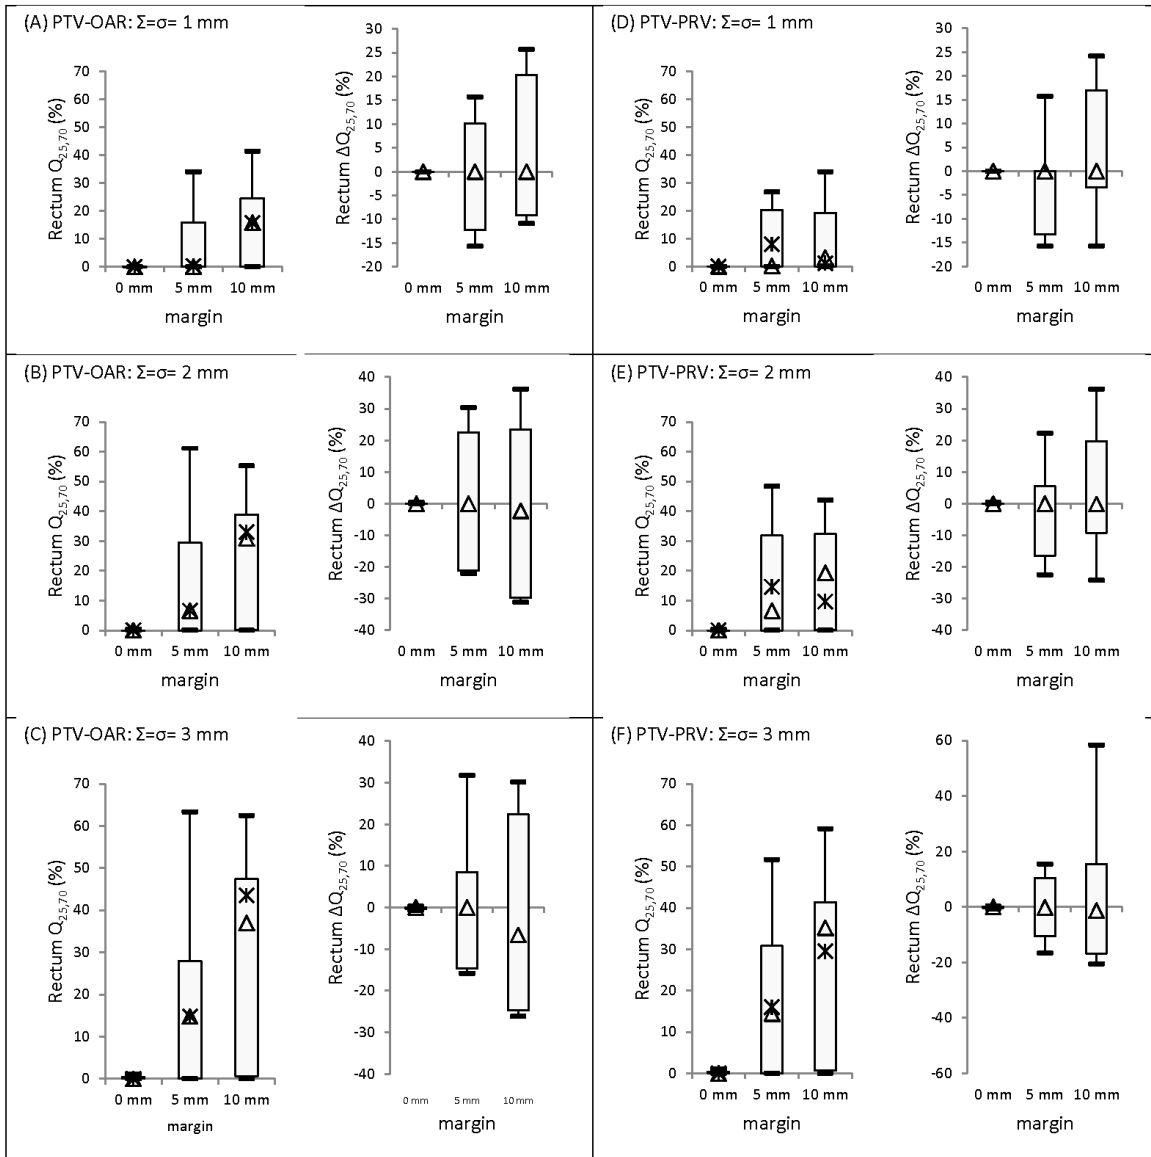 (A) PTV-OAR: Σ=σ= 1 mm
Rectum Q25,70 (%)
70
60
50
40
30
20
10
0
0 mm 5 mm 10 mm
margin
Rectum ΔQ25,70 (%)
30
25
20
15
10
5
0
-5
-10
-15
-20
0 mm 5 mm 10 mm
margin
(D) PTV-PRV: Σ=σ= 1 mm
Rectum Q25,70 (%)
70
60
50
40
30
20
10
0
0 mm 5 mm 10 mm
margin
Rectum ΔQ25,70 (%)
30
25
20
15
10
5
0
-5
-10
-15
-20
0 mm 5 mm 10 mm
margin
(B) PTV-OAR: Σ=σ= 2 mm
Rectum Q25,70 (%)
70
60
50
40
30
20
10
0
0 mm 5 mm 10 mm
margin
Rectum ΔQ25,70 (%)
40
30
20
10
0
-10
-20
-30
-40
0 mm 5 mm 10 mm
margin
(E) PTV-PRV: Σ=σ= 2 mm
Rectum Q25,70 (%)
70
60
50
40
30
20
10
0
0 mm 5 mm 10 mm
margin
Rectum ΔQ25,70 (%)
40
30
20
10
0
-10
-20
-30
-40
0 mm 5 mm 10 mm
margin
(C) PTV-OAR: Σ=σ= 3 mm
Rectum Q25,70 (%)
70
60
50
40
30
20
10
0
0 mm 5 mm 10 mm
margin
Rectum ΔQ25,70 (%)
40
30
20
10
0
-10
-20
-30
-40
0 mm 5 mm 10 mm
margin
(F) PTV-PRV: Σ=σ= 3 mm
Rectum Q25,70 (%)
70
60
50
40
30
20
10
0
0 mm 5 mm 10 mm
margin
Rectum ΔQ25,70 (%)
60
40
20
0
-20
-40
-60
0 mm 5 mm 10 mm
margin